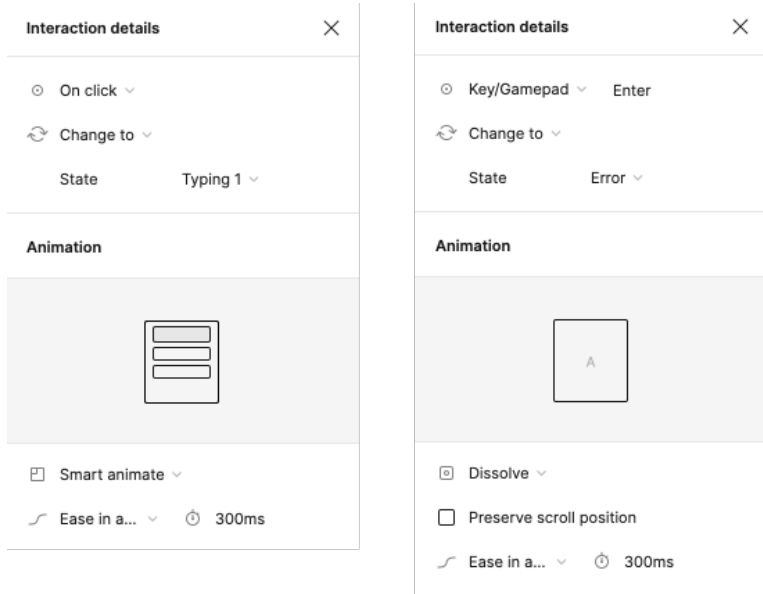 Interaction details
On click
Change to
State Typing 1
Animation
Smart animate
Ease in a... 300ms
Interaction details
Key/Gamepad Enter
Change to
State Error
Animation
A
Dissolve
Preserve scroll position
Ease in a... 300ms